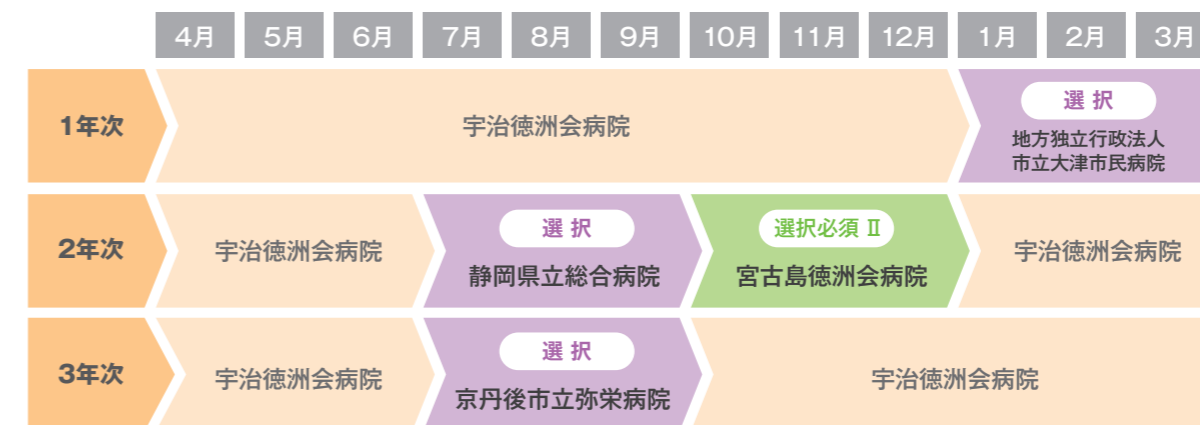 4月 5月 6月 7月 8月 9月 10月 11月 12月 1月 2月 3月
1年次
宇治徳洲会病院
選 択
地方独立行政法人
市立大津市民病院
2年次
宇治徳洲会病院
選 択
静岡県立総合病院
選択必須 Ⅱ
宮古島徳洲会病院
宇治徳洲会病院
3年次
宇治徳洲会病院
選 択
京丹後市立弥栄病院
宇治徳洲会病院